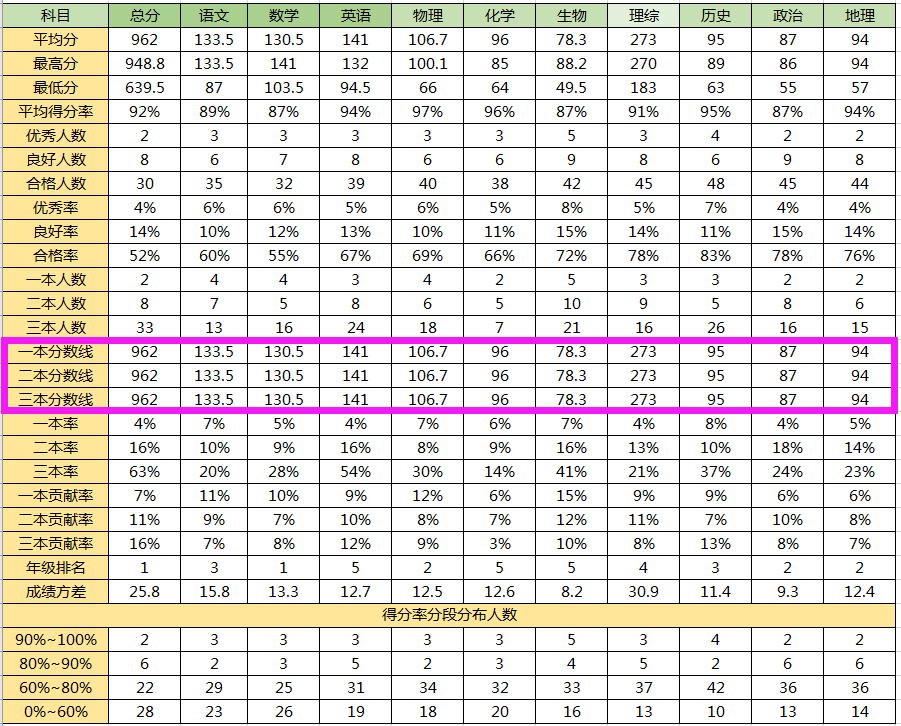 科目 总分 语文 数学 英语 物理 化学 生物 理综 历史 政治 地理
平均分 962 133.5 130.5 141 106.7 96 78.3 273 95 87 94
最高分 948.8 133.5 141 132 100.1 85 88.2 270 89 86 94
最低分 639.5 87 103.5 94.5 66 64 49.5 183 63 55 57
平均得分率 92% 89% 87% 94% 97% 96% 87% 91% 95% 87% 94%
优秀人数 2 3 3 3 3 3 5 3 4 2 2
良好人数 8 6 7 8 6 6 9 8 6 9 8
合格人数 30 35 32 39 40 38 42 45 48 45 44
优秀率 4% 6% 6% 5% 6% 5% 8% 5% 7% 4% 4%
良好率 14% 10% 12% 13% 10% 11% 15% 14% 11% 15% 14%
合格率 52% 60% 55% 67% 69% 66% 72% 78% 83% 78% 76%
一本人数 2 4 4 3 4 2 5 3 3 2 2
二本人数 8 7 5 8 6 5 10 9 5 8 6
三本人数 33 13 16 24 18 7 21 16 26 16 15
一本分数线 962 133.5 130.5 141 106.7 96 78.3 273 95 87 94
二本分数线 962 133.5 130.5 141 106.7 96 78.3 273 95 87 94
三本分数线 962 133.5 130.5 141 106.7 96 78.3 273 95 87 94
一本率 4% 7% 5% 4% 7% 6% 7% 4% 8% 4% 5%
二本率 16% 10% 9% 16% 8% 9% 16% 13% 10% 18% 14%
三本率 63% 20% 28% 54% 30% 14% 41% 21% 37% 24% 23%
一本贡献率 7% 11% 10% 9% 12% 6% 15% 9% 9% 6% 6%
二本贡献率 11% 9% 7% 10% 8% 7% 12% 11% 7% 10% 8%
三本贡献率 16% 7% 8% 12% 9% 3% 10% 8% 13% 8% 7%
年级排名 1 3 1 5 2 5 5 4 3 2 2
成绩方差 25.8 15.8 13.3 12.7 12.5 12.6 8.2 30.9 11.4 9.3 12.4
得分率分段分布人数
90%~100% 2 3 3 3 3 3 5 3 4 2 2
80%~90% 6 2 3 5 2 3 4 5 2 6 6
60%~80% 22 29 25 31 34 32 33 37 42 36 36
0%~60% 28 23 26 19 18 20 16 13 10 13 14